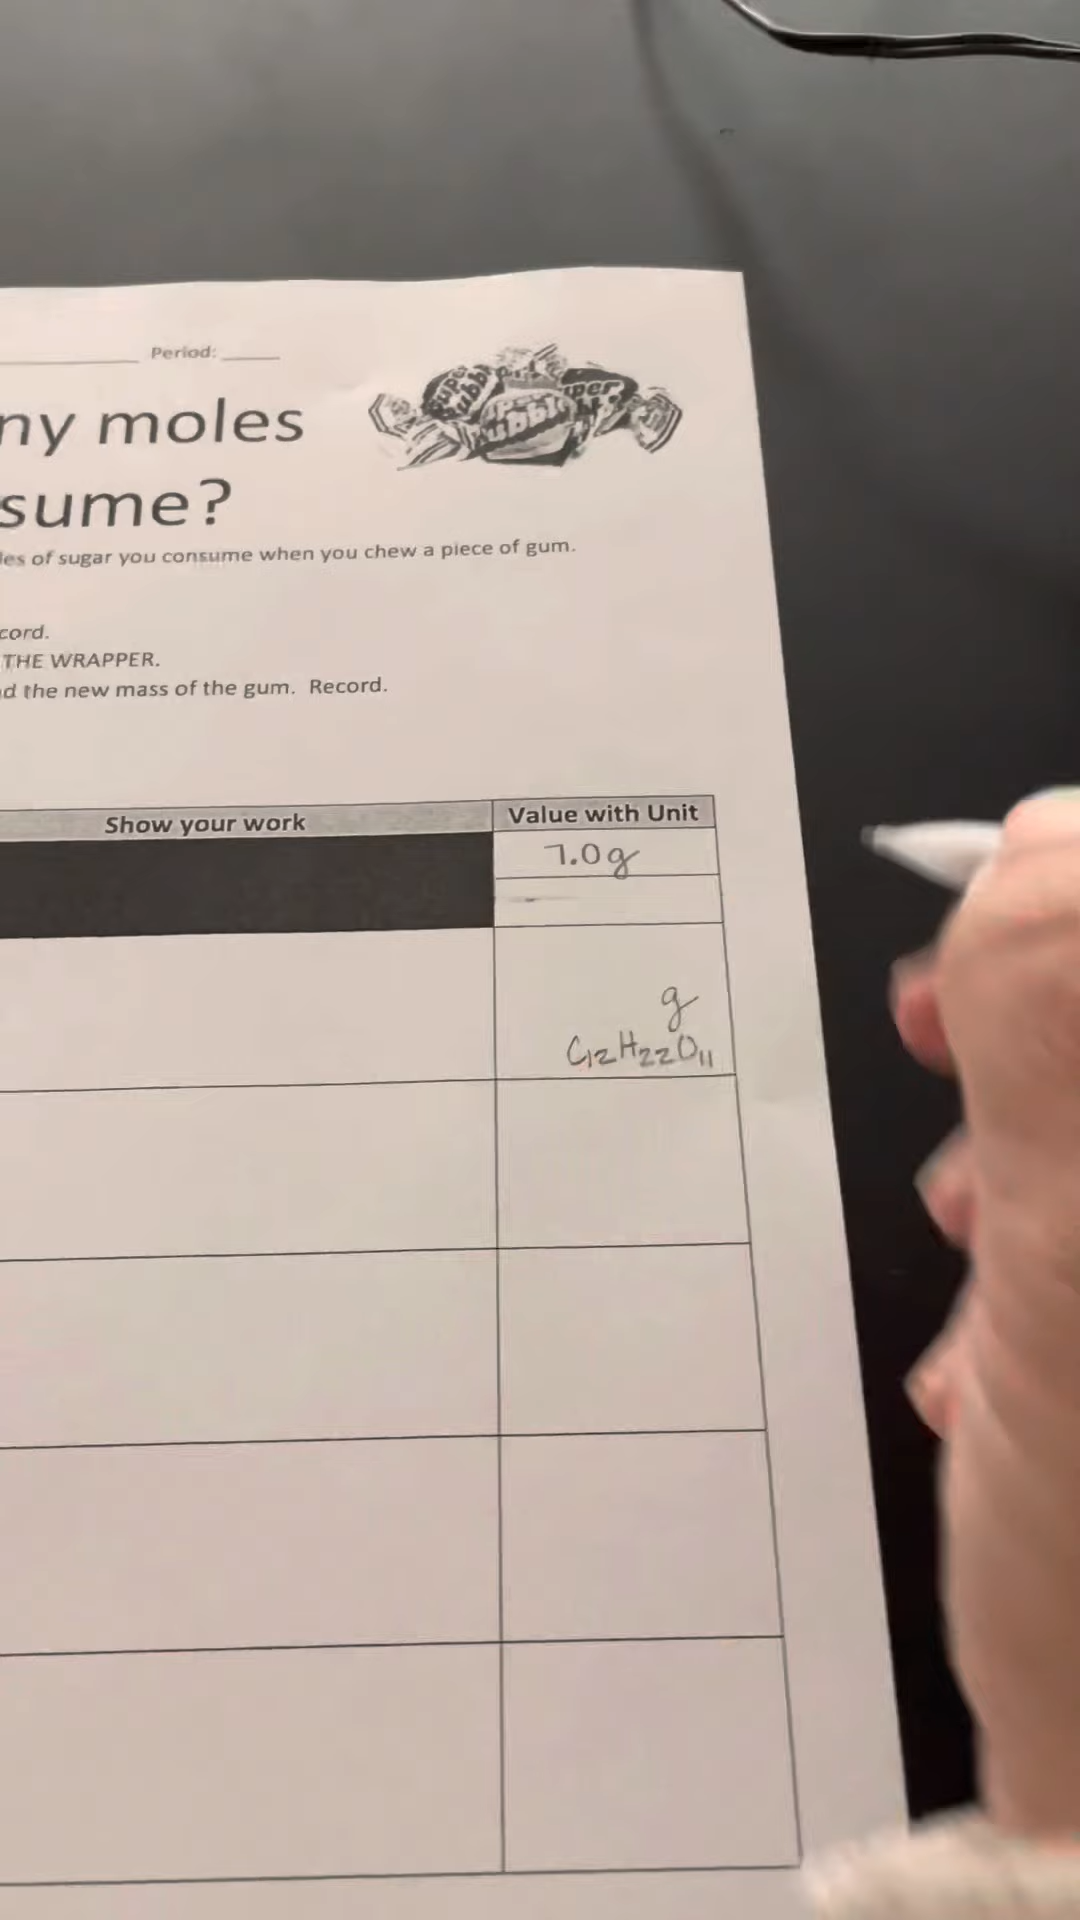 Period:
ny moles
sume?
les of sugar you consume when you chew a piece of gum.
cord.
THE WRAPPER.
d the new mass of the gum. Record.
Show your work Value with Unit
7.0g
g
C12H22O11